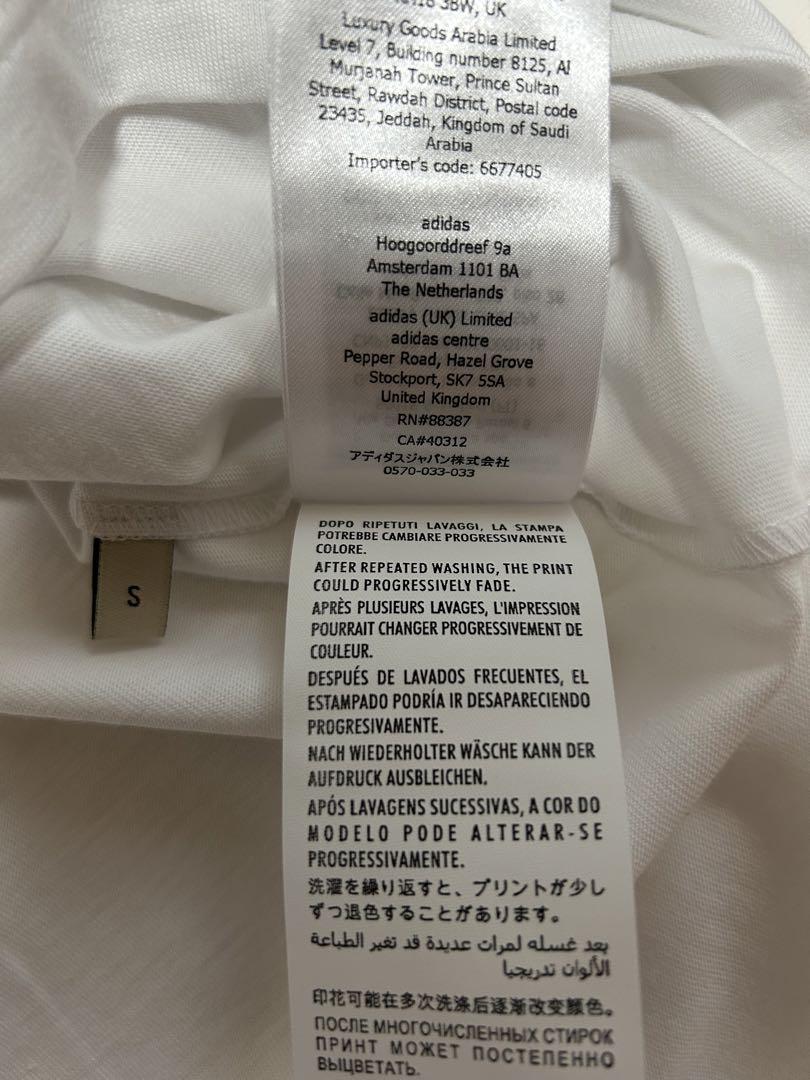 3BW, UK
Luxury Goods Arabia Limited
Level 7, Building number 8125, Al
Murjanah Tower, Prince Sultan
Street, Rawdah District, Postal code
23435, Jeddah, Kingdom of Saudi
Arabia
Importer's code: 6677405
adidas
Hoogoorddreef 9a
Amsterdam 1101 BA
The Netherlands
adidas (UK) Limited
adidas centre
Pepper Road, Hazel Grove
Stockport, SK7 5SA
United Kingdom
RN#88387
CA#40312
アディダスジャパン株式会社
0570-033-033
S
DOPO RIPETUTI LAVAGGI, LA STAMPA
POTREBBE CAMBIARE PROGRESSIVAMENTE
COLORE.
AFTER REPEATED WASHING, THE PRINT
COULD PROGRESSIVELY FADE.
APRÈS PLUSIEURS LAVAGES, L'IMPRESSION
POURRAIT CHANGER PROGRESSIVEMENT DE
COULEUR.
DESPUÉS DE LAVADOS FRECUENTES, EL
ESTAMPADO PODRÍA IR DESAPARECIENDO
PROGRESIVAMENTE.
NACH WIEDERHOLTER WÄSCHE KANN DER
AUFDRUCK AUSBLEICHEN.
APÓS LAVAGENS SUCESSIVAS, A COR DO
MODELO PODE ALTERAR-SE
PROGRESSIVAMENTE.
洗濯を繰り返すと、プリントが少し
ずつ退色することがあります。
بعد غسله لمرات عديدة قد تغير الطباعة
الألوان تدريجيا
印花可能在多次洗涤后逐渐改变颜色。
ПОСЛЕ МНОГОЧИСЛЕННЫХ СТИРОК
ПРИНТ МОЖЕТ ПОСТЕПЕННО
ВЫЦВЕТАТЬ.